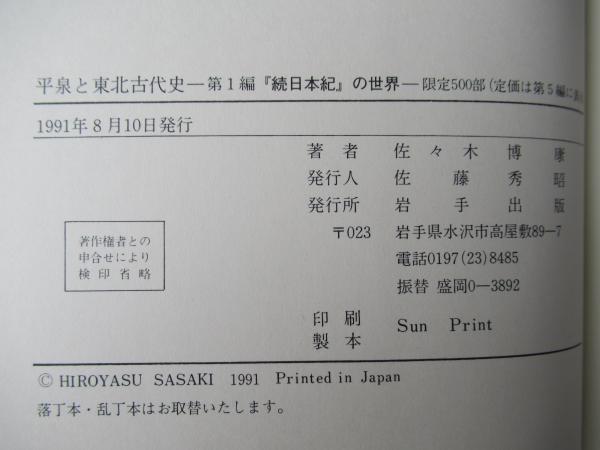 平泉と東北古代史―第1編『続日本紀』の世界―限定500部(定価は第5編に
1991年8月10日発行
著者 佐々木博康
発行人 佐藤秀昭
発行所 岩手出版
〒023 岩手県水沢市高屋敷89-7
電話0197(23)8485
振替 盛岡0―3892
著作権者との
申合せにより
検印省略
印刷
製本
Sun Print
© HIROYASU SASAKI 1991 Printed in Japan
落丁本・乱丁本はお取替いたします。